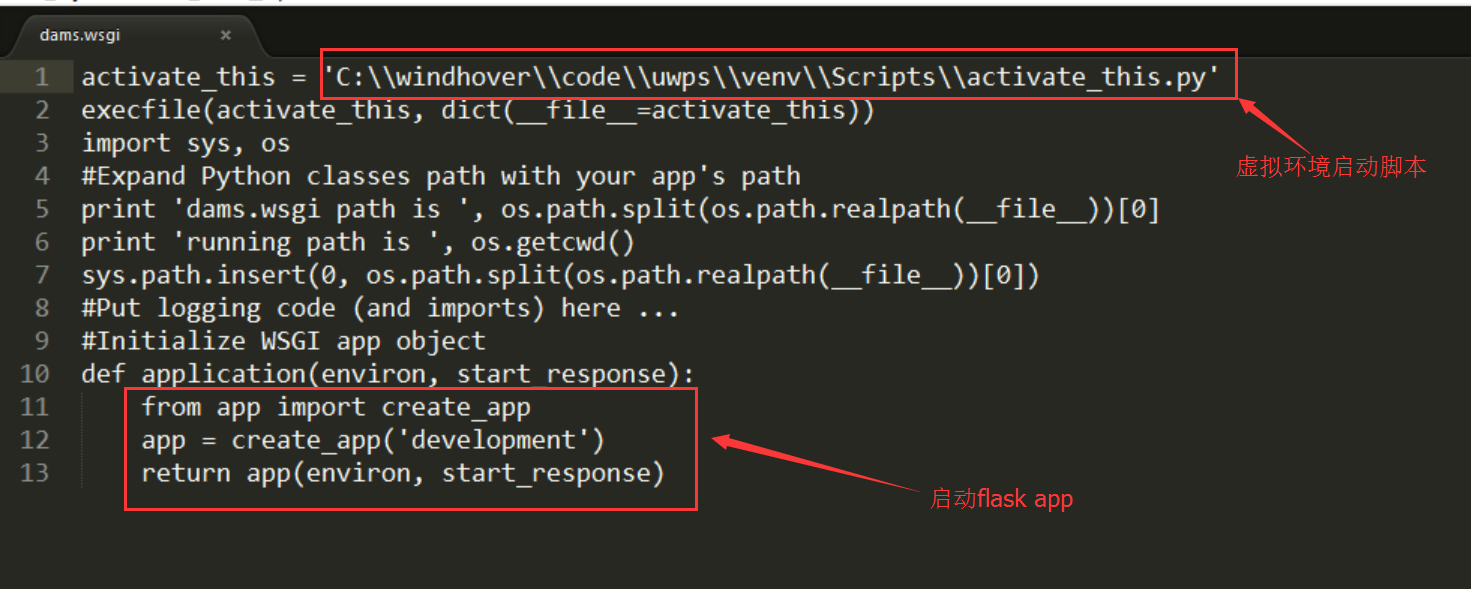 dams.wsgi ×
1 activate_this = 'C:\\windhover\\code\\uwps\\venv\\Scripts\\activate_this.py'
2 execfile(activate_this, dict(__file__=activate_this))
虚拟环境启动脚本
3 import sys, os
4 #Expand Python classes path with your app's path
5 print 'dams.wsgi path is ', os.path.split(os.path.realpath(__file__))[0]
6 print 'running path is ', os.getcwd()
7 sys.path.insert(0, os.path.split(os.path.realpath(__file__))[0])
8 #Put logging code (and imports) here ...
9 #Initialize WSGI app object
10 def application(environ, start_response):
11 from app import create_app
12 app = create_app('development')
13 return app(environ, start_response)
启动flask app